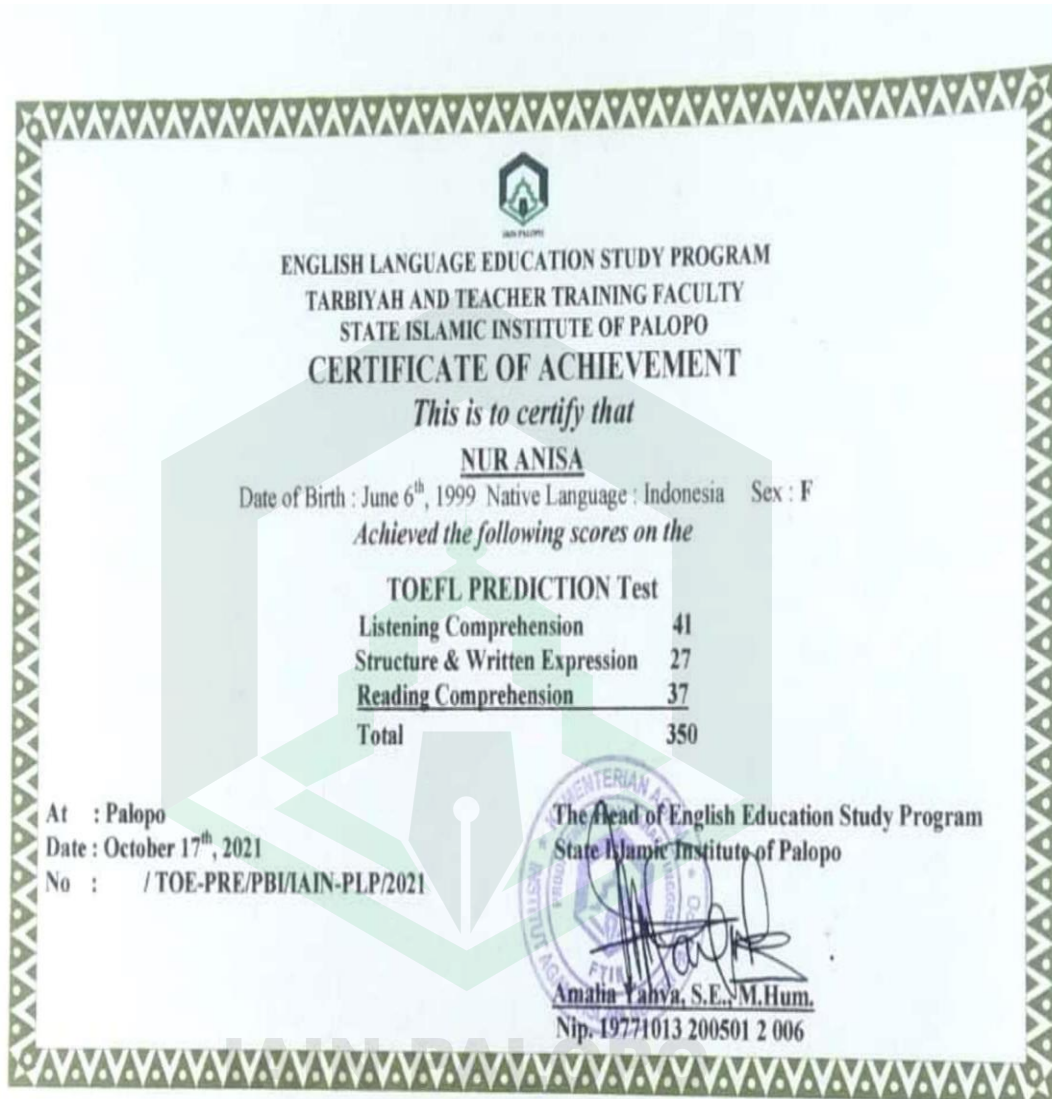 IAIN PALOPO
ENGLISH LANGUAGE EDUCATION STUDY PROGRAM
TARBIYAH AND TEACHER TRAINING FACULTY
STATE ISLAMIC INSTITUTE OF PALOPO
CERTIFICATE OF ACHIEVEMENT
This is to certify that
NUR ANISA
Date of Birth : June 6th, 1999 Native Language : Indonesia Sex : F
Achieved the following scores on the
TOEFL PREDICTION Test
Listening Comprehension 41
Structure & Written Expression 27
Reading Comprehension 37
Total 350
At : Palopo
Date : October 17th, 2021
No : / TOE-PRE/PBI/IAIN-PLP/2021
The Head of English Education Study Program
State Islamic Institute of Palopo
KEMENTERIAN
INSTITUT
FTIK
Amalia Yahya, S.E., M.Hum.
Nip. 19771013 200501 2 006
IAIN PALOPO